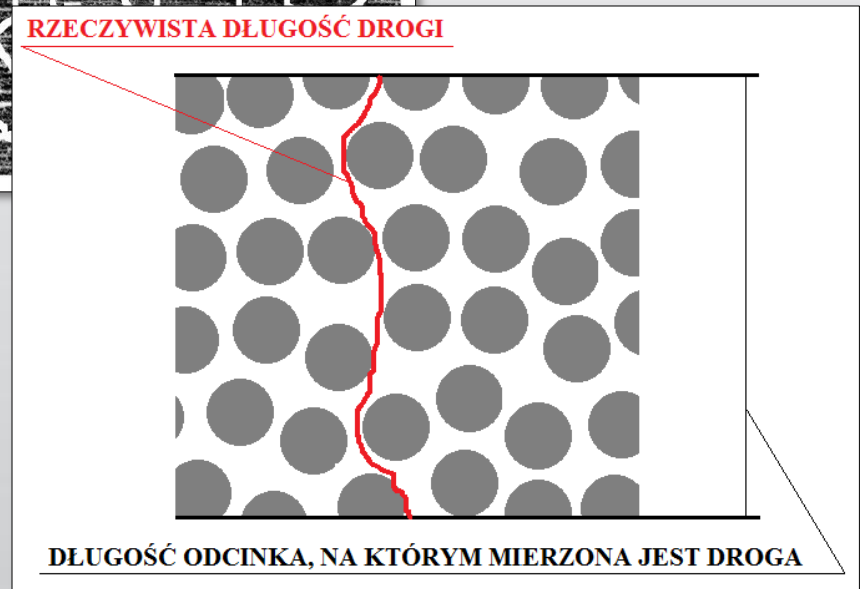 RZECZYWISTA DŁUGOŚĆ DROGI
DŁUGOŚĆ ODCINKA, NA KTÓRYM MIERZONA JEST DROGA